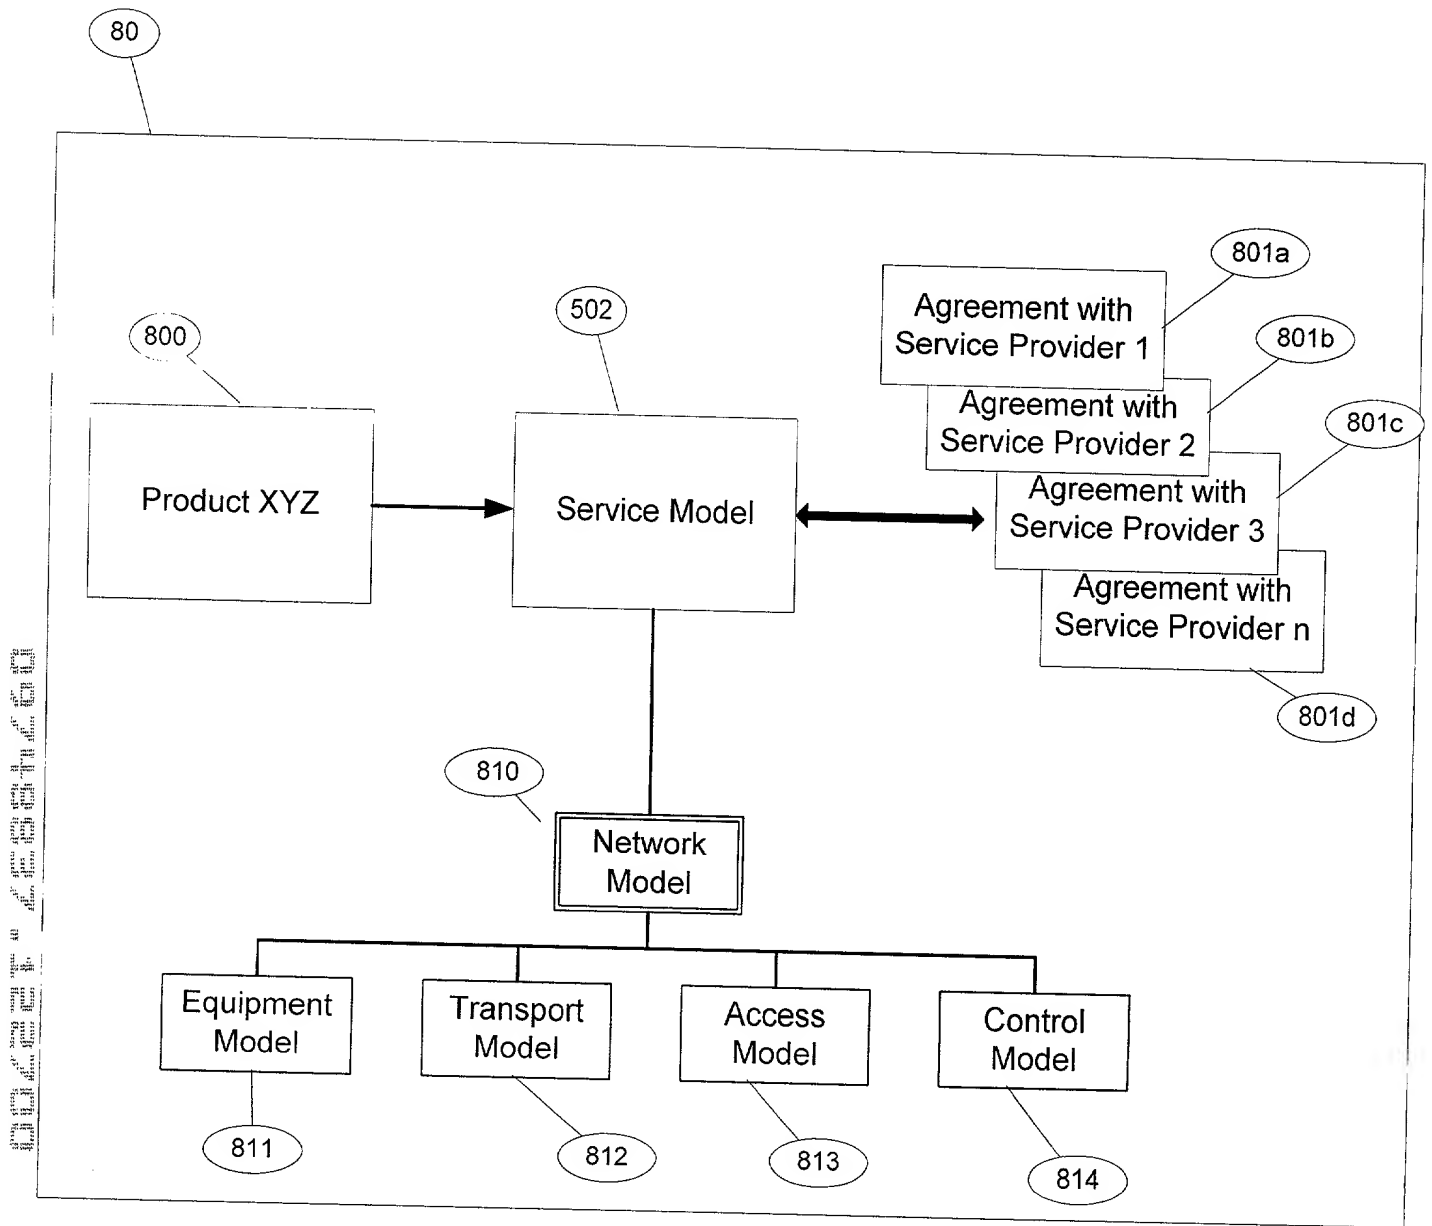 80
801a
Agreement with
Service Provider 1
502
800
801b
Agreement with
Service Provider 2
801c
Product XYZ
Service Model
Agreement with
Service Provider 3
Agreement with
Service Provider n
801d
810
Network
Model
Equipment
Model
Transport
Model
Access
Model
Control
Model
811
812
813
814